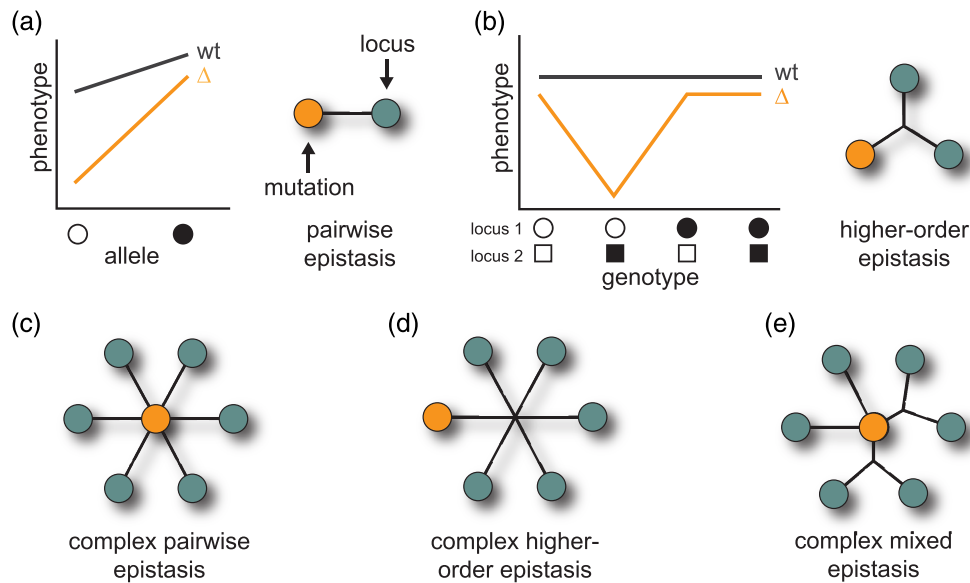 (a)
phenotype
wt
Δ
allele
locus
mutation
pairwise
epistasis
(b)
phenotype
wt
Δ
locus 1
locus 2
genotype
higher-order
epistasis
(c)
complex pairwise
epistasis
(d)
complex higher-
order epistasis
(e)
complex mixed
epistasis